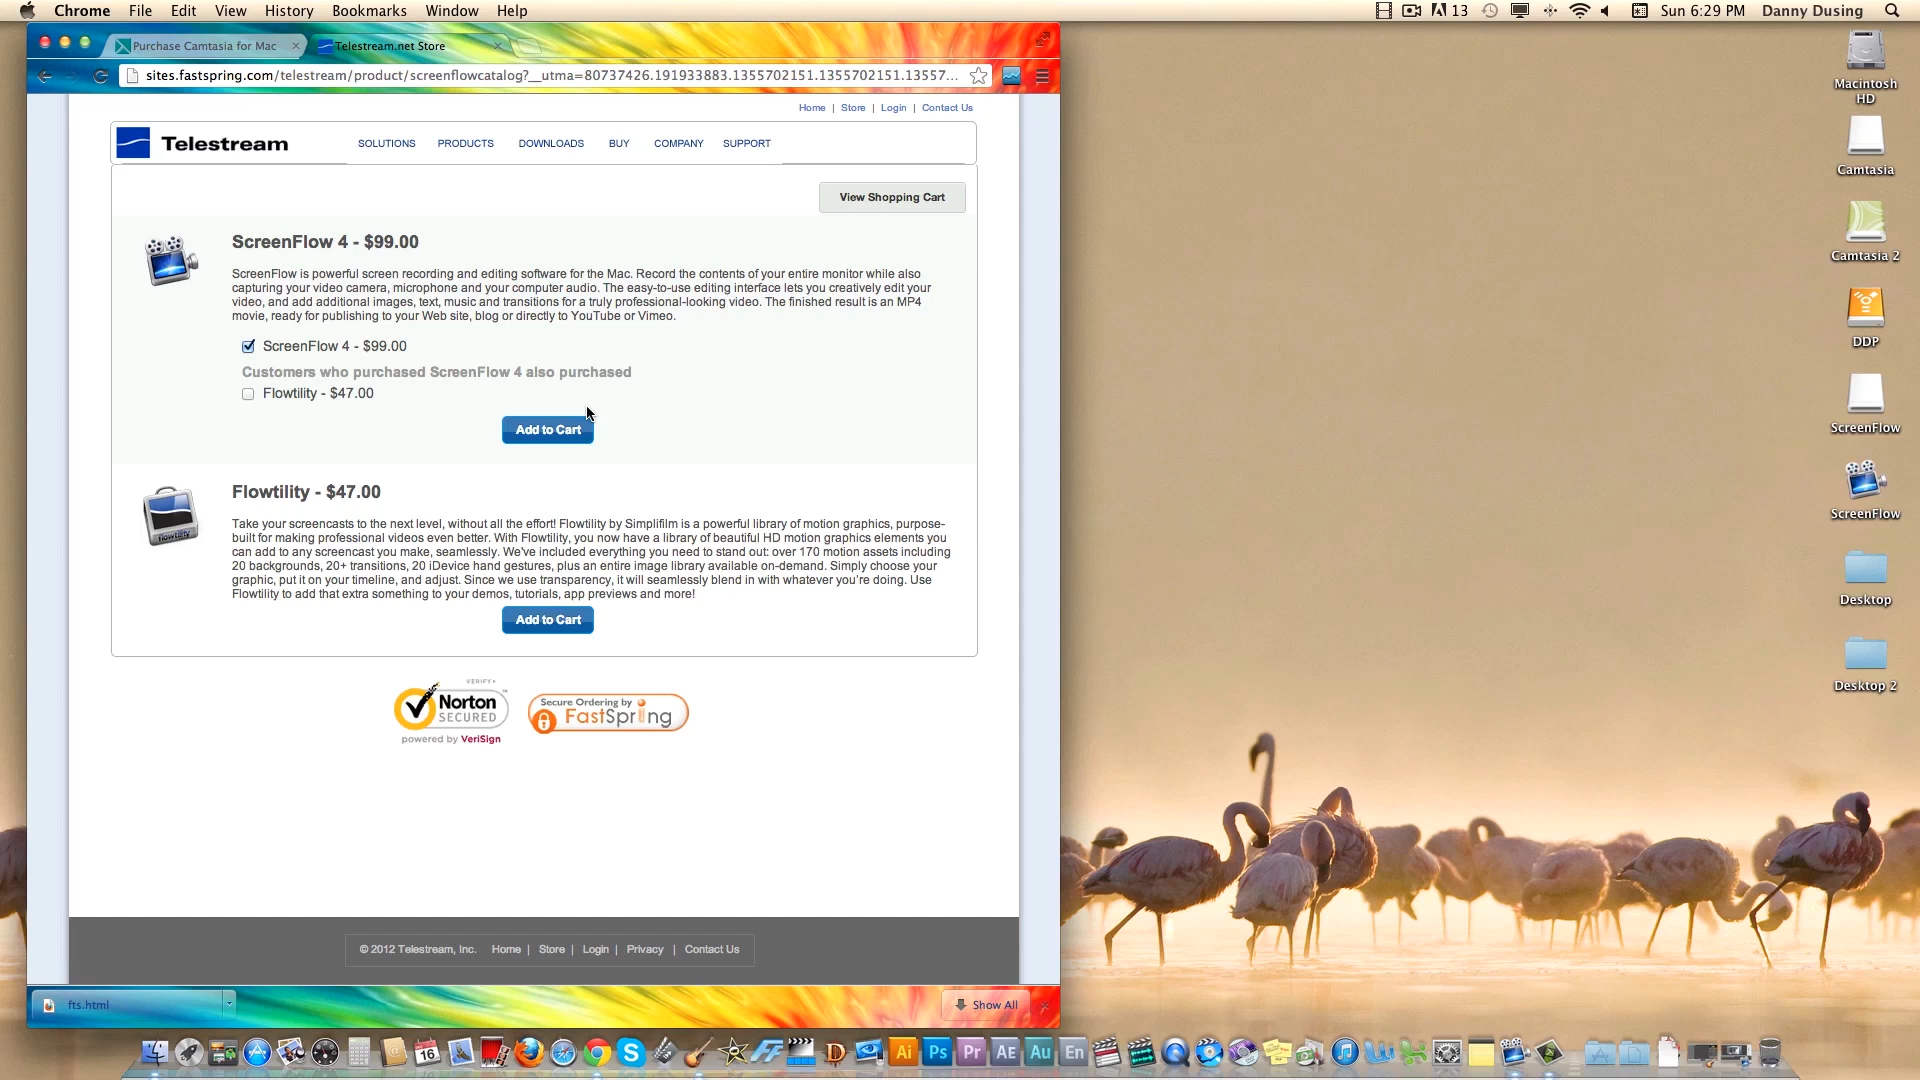 Chrome File Edit View History Bookmarks Window Help
13 Sun 6:29 PM Danny Dusing
Purchase Camtasia for Mac
Telestream.net Store
sites.fastspring.com/telestream/product/screenflowcatalog?__utma=80737426.191933883.1355702151.1355702151.13557...
Home | Store | Login | Contact Us
Telestream
SOLUTIONS PRODUCTS DOWNLOADS BUY COMPANY SUPPORT
View Shopping Cart
ScreenFlow 4 - $99.00
ScreenFlow is powerful screen recording and editing software for the Mac. Record the contents of your entire monitor while also
capturing your video camera, microphone and your computer audio. The easy-to-use editing interface lets you creatively edit your
video, and add additional images, text, music and transitions for a truly professional-looking video. The finished result is an MP4
movie, ready for publishing to your Web site, blog or directly to YouTube or Vimeo.
ScreenFlow 4 - $99.00
Customers who purchased ScreenFlow 4 also purchased
Flowtility - $47.00
Add to Cart
Flowtility - $47.00
flowtility
Take your screencasts to the next level, without all the effort! Flowtility by Simplifilm is a powerful library of motion graphics, purpose-
built for making professional videos even better. With Flowtility, you now have a library of beautiful HD motion graphics elements you
can add to any screencast you make, seamlessly. We've included everything you need to stand out: over 170 motion assets including
20 backgrounds, 20+ transitions, 20 iDevice hand gestures, plus an entire image library available on-demand. Simply choose your
graphic, put it on your timeline, and adjust. Since we use transparency, it will seamlessly blend in with whatever you're doing. Use
Flowtility to add that extra something to your demos, tutorials, app previews and more!
Add to Cart
VERIFY
Norton
SECURED
powered by VeriSign
Secure Ordering by
FastSpring
© 2012 Telestream, Inc. Home | Store | Login | Privacy | Contact Us
fts.html
Show All
Macintosh
HD
Camtasia
Camtasia 2
DDP
ScreenFlow
ScreenFlow
Desktop
Desktop 2
16
Ai Ps Pr AE Au En